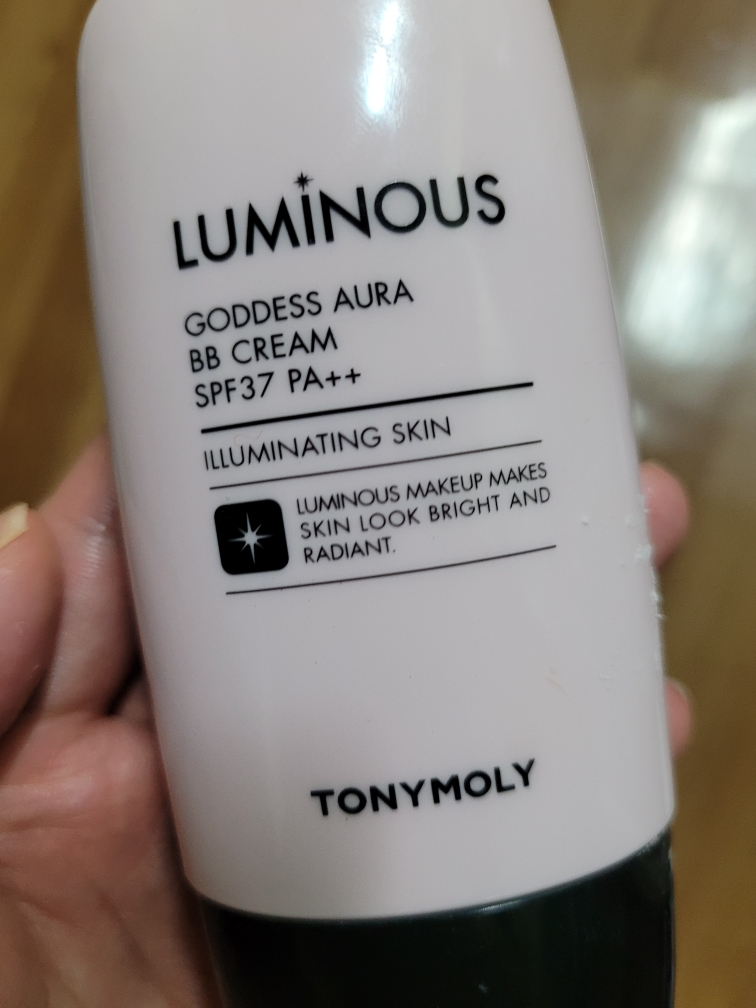 LUMINOUS
GODDESS AURA
BB CREAM
SPF37 PA++
ILLUMINATING SKIN
LUMINOUS MAKEUP MAKES
SKIN LOOK BRIGHT AND
RADIANT.
TONYMOLY